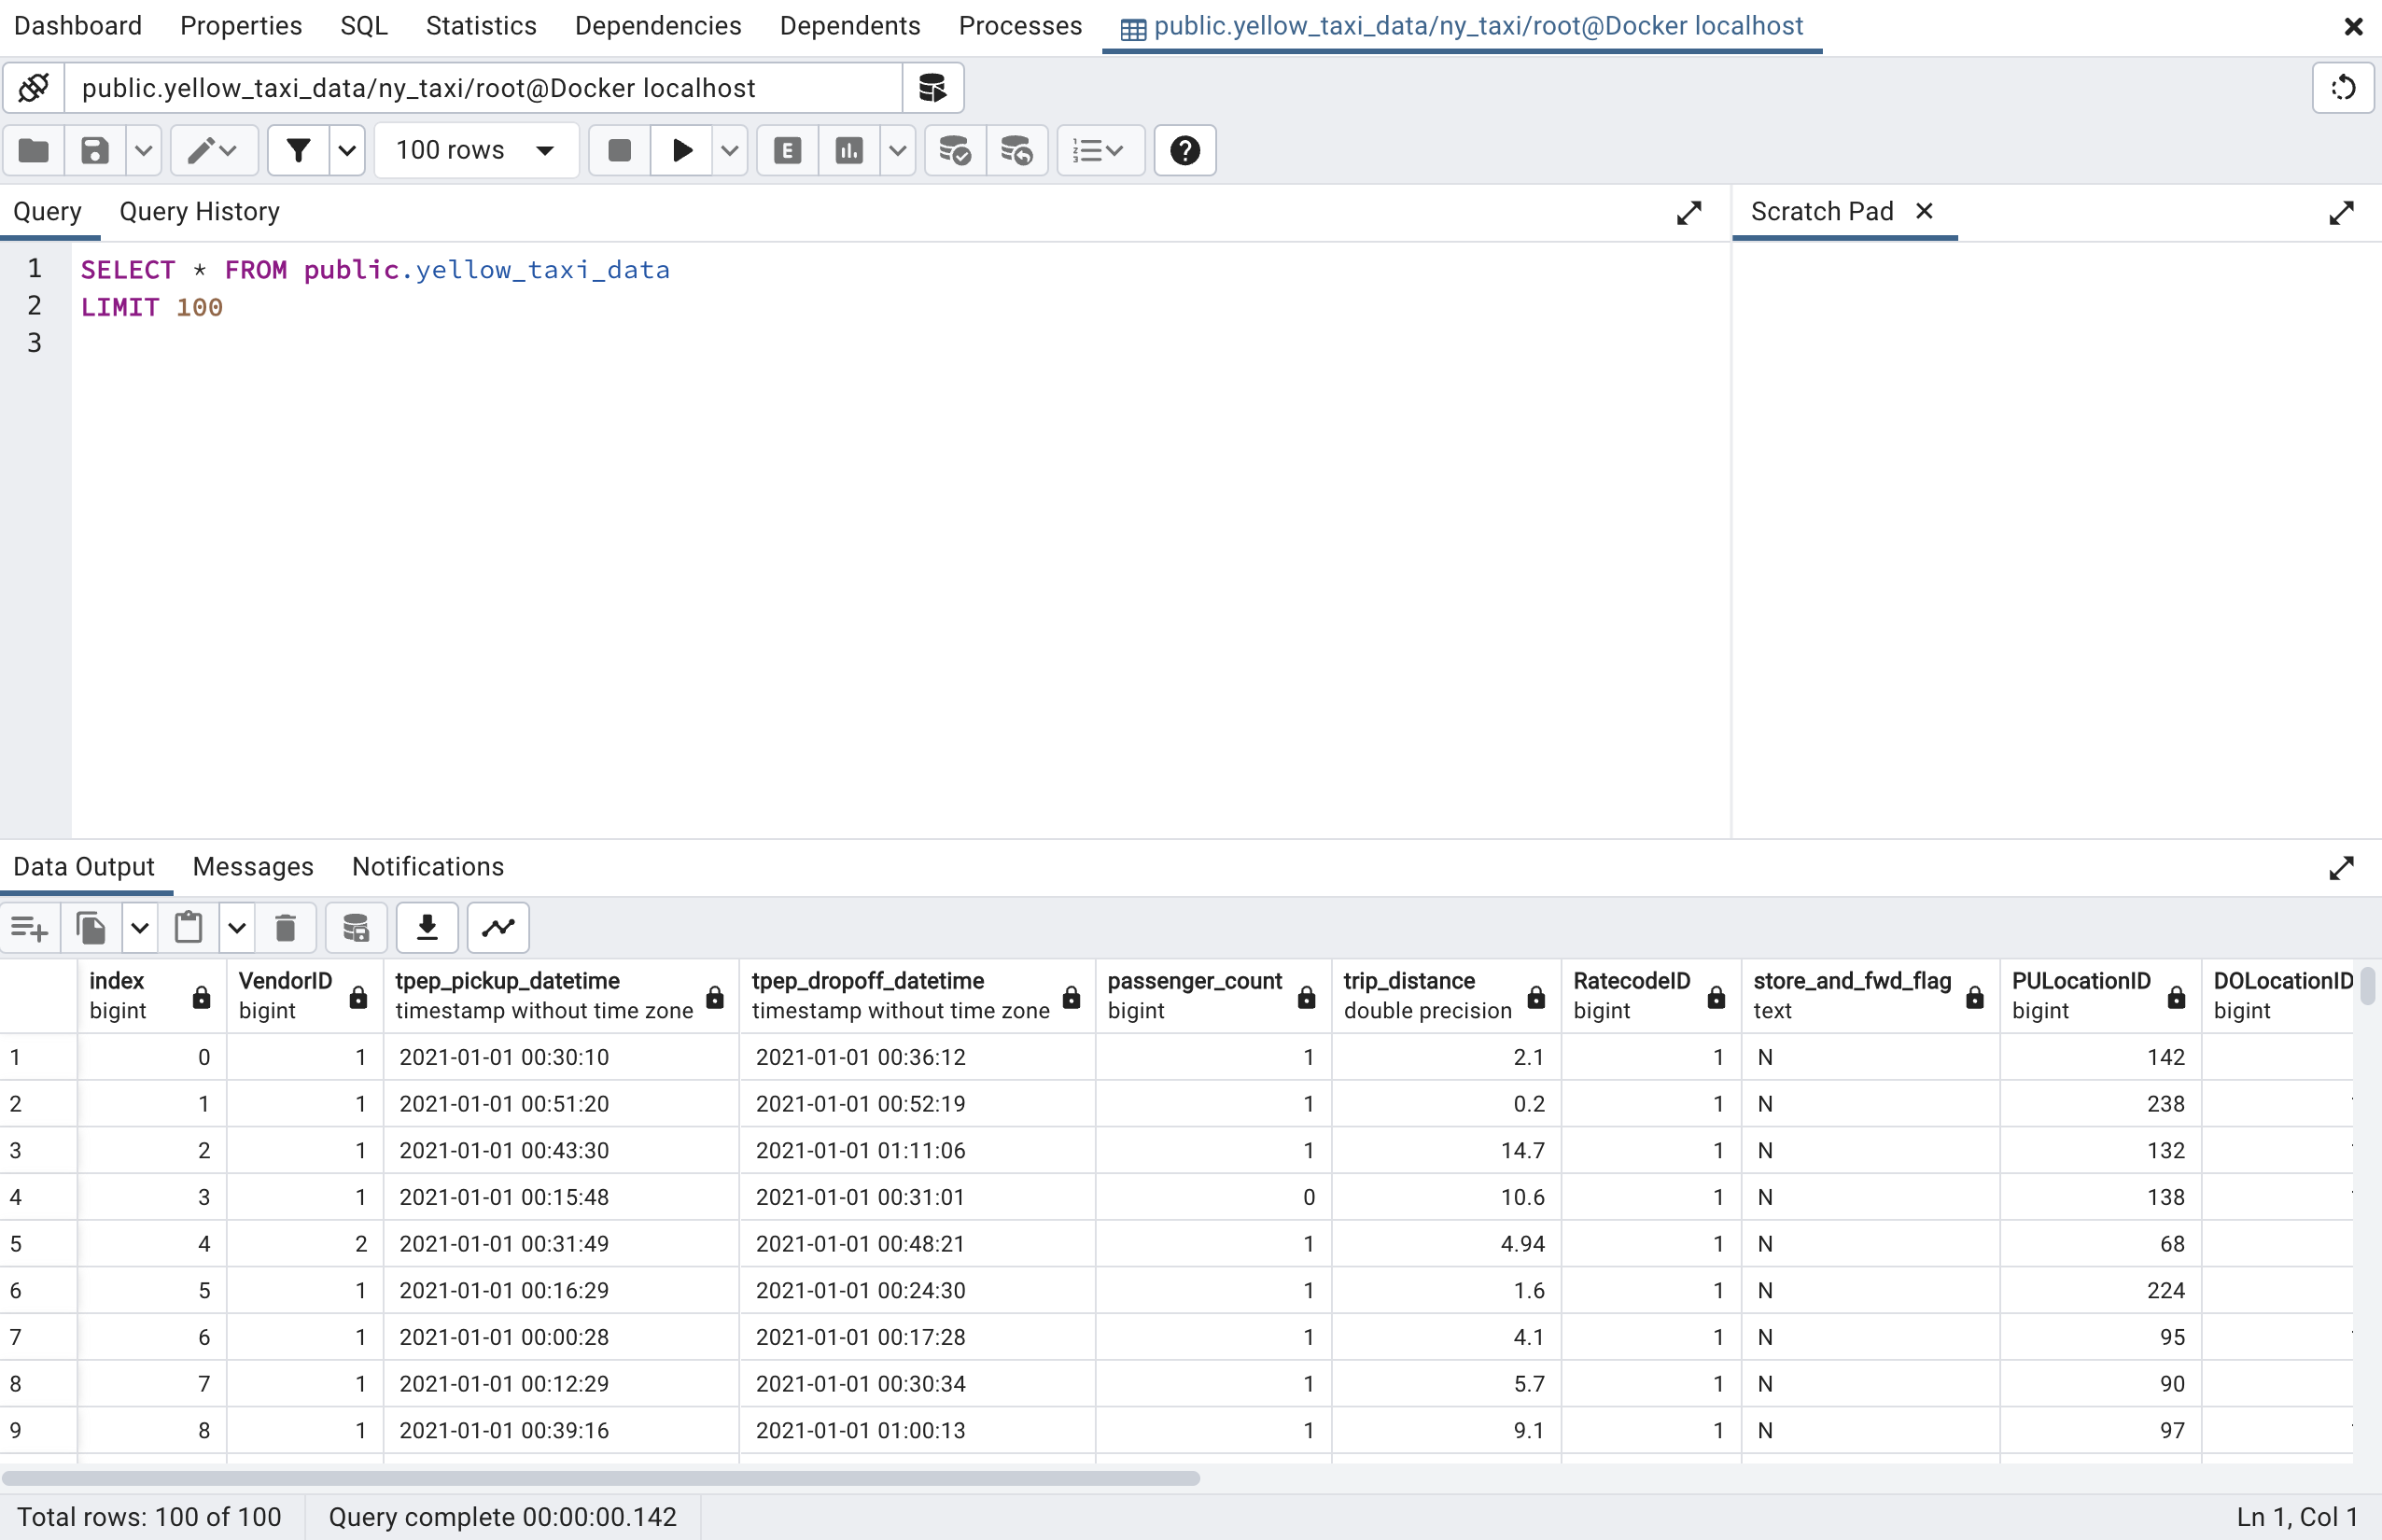 Dashboard Properties SQL Statistics Dependencies Dependents Processes public.yellow_taxi_data/ny_taxi/root@Docker localhost
public.yellow_taxi_data/ny_taxi/root@Docker localhost
100 rows E
Query Query History Scratch Pad
1 SELECT * FROM public.yellow_taxi_data
2 LIMIT 100
3
Data Output Messages Notifications
index VendorID tpep_pickup_datetime tpep_dropoff_datetime passenger_count trip_distance RatecodeID store_and_fwd_flag PULocationID DOLocationID
bigint bigint timestamp without time zone timestamp without time zone bigint double precision bigint text bigint bigint
1 0 1 2021-01-01 00:30:10 2021-01-01 00:36:12 1 2.1 1 N 142
2 1 1 2021-01-01 00:51:20 2021-01-01 00:52:19 1 0.2 1 N 238
3 2 1 2021-01-01 00:43:30 2021-01-01 01:11:06 1 14.7 1 N 132
4 3 1 2021-01-01 00:15:48 2021-01-01 00:31:01 0 10.6 1 N 138
5 4 2 2021-01-01 00:31:49 2021-01-01 00:48:21 1 4.94 1 N 68
6 5 1 2021-01-01 00:16:29 2021-01-01 00:24:30 1 1.6 1 N 224
7 6 1 2021-01-01 00:00:28 2021-01-01 00:17:28 1 4.1 1 N 95
8 7 1 2021-01-01 00:12:29 2021-01-01 00:30:34 1 5.7 1 N 90
9 8 1 2021-01-01 00:39:16 2021-01-01 01:00:13 1 9.1 1 N 97
Total rows: 100 of 100 Query complete 00:00:00.142 Ln 1, Col 1